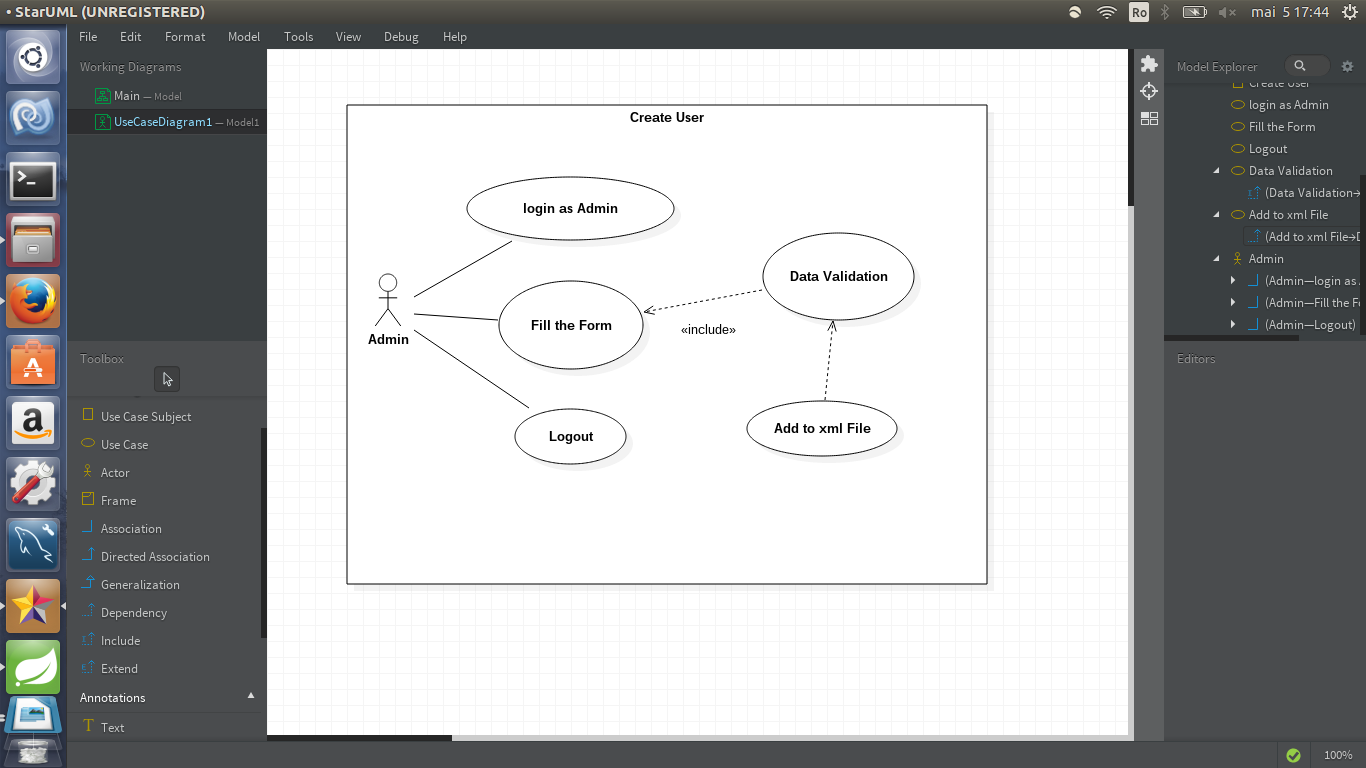 • StarUML (UNREGISTERED)
Ro
mai 5 17:44
File Edit Format Model Tools View Debug Help
Working Diagrams
Main — Model
UseCaseDiagram1 — Model1
Toolbox
Use Case Subject
Use Case
Actor
Frame
Association
Directed Association
Generalization
Dependency
Include
Extend
Annotations
Text
Create User
login as Admin
Data Validation
Fill the Form
«include»
Admin
Logout
Add to xml File
Model Explorer
Create User
login as Admin
Fill the Form
Logout
Data Validation
(Data Validation→
Add to xml File
(Add to xml File→D
Admin
(Admin—login as
(Admin—Fill the F
(Admin—Logout)
Editors
100%